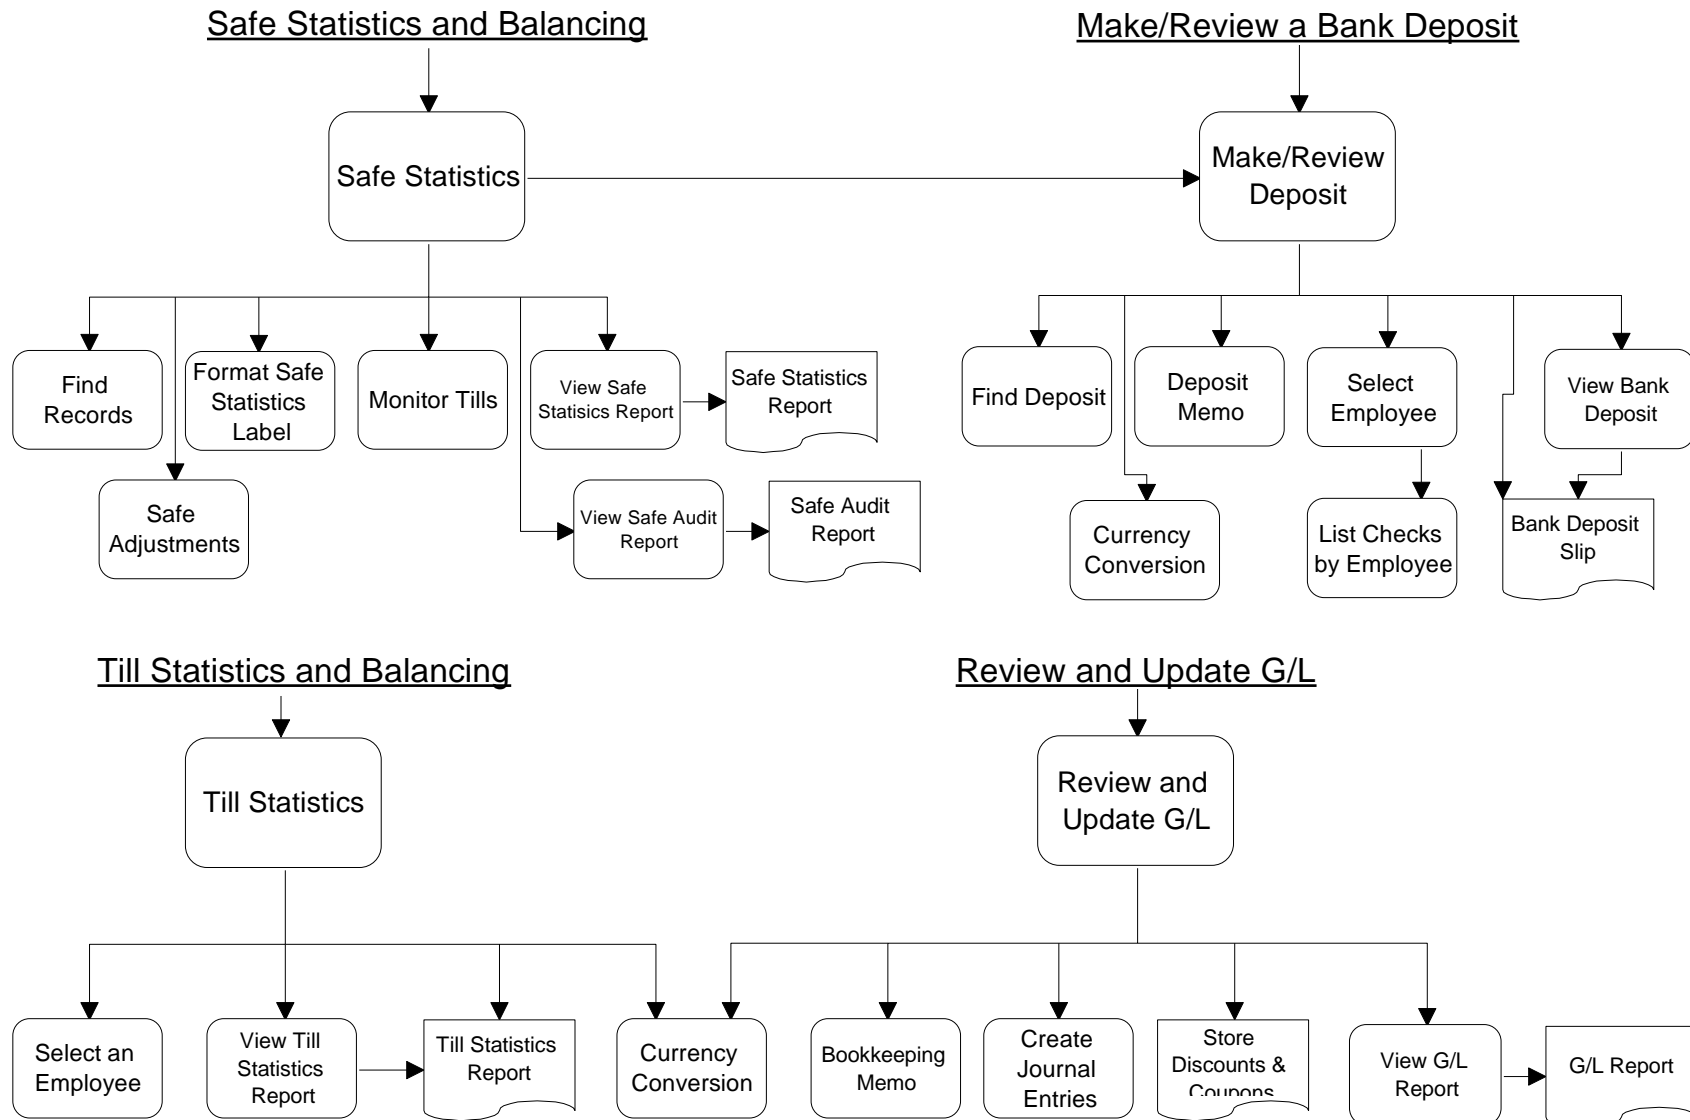 Safe Statistics and Balancing
Make/Review a Bank Deposit
Safe Statistics
Make/Review
Deposit
Find
Records
Format Safe
Statistics
Label
Monitor Tills
View Safe
Statisics Report
Safe Statistics
Report
Safe
Adjustments
View Safe Audit
Report
Safe Audit
Report
Find Deposit
Deposit
Memo
Select
Employee
View Bank
Deposit
Currency
Conversion
List Checks
by Employee
Bank Deposit
Slip
Till Statistics and Balancing
Review and Update G/L
Till Statistics
Review and
Update G/L
Select an
Employee
View Till
Statistics
Report
Till Statistics
Report
Currency
Conversion
Bookkeeping
Memo
Create
Journal
Entries
Store
Discounts &
Coupons
View G/L
Report
G/L Report